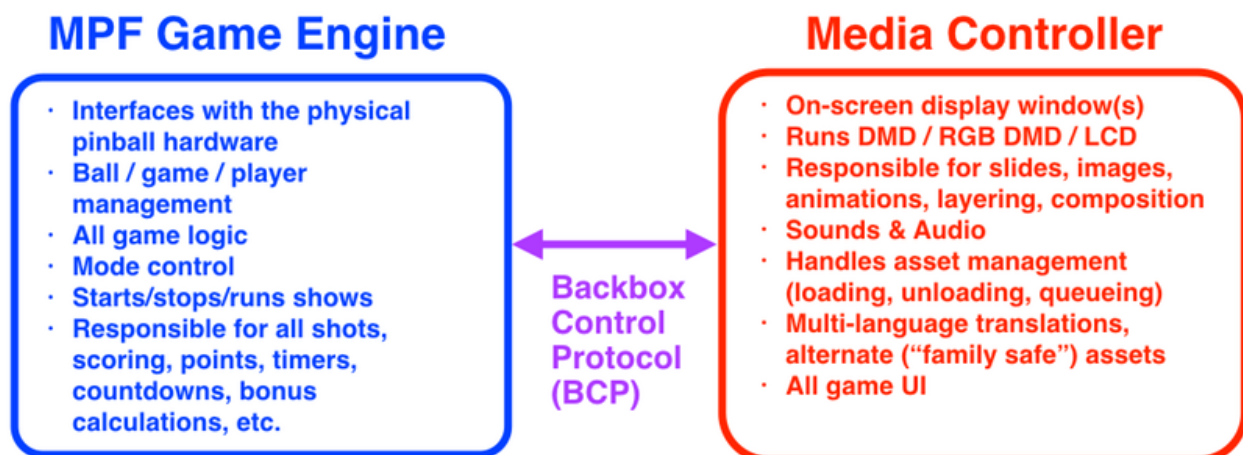 MPF Game Engine
· Interfaces with the physical
pinball hardware
· Ball / game / player
management
· All game logic
· Mode control
· Starts/stops/runs shows
· Responsible for all shots,
scoring, points, timers,
countdowns, bonus
calculations, etc.
Backbox
Control
Protocol
(BCP)
Media Controller
· On-screen display window(s)
· Runs DMD / RGB DMD / LCD
· Responsible for slides, images,
animations, layering, composition
· Sounds & Audio
· Handles asset management
(loading, unloading, queueing)
· Multi-language translations,
alternate (“family safe”) assets
· All game UI